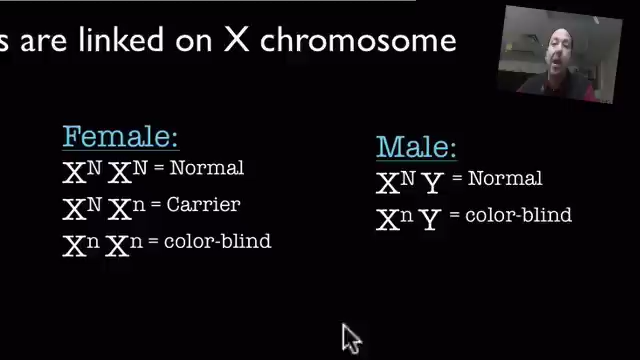 s are linked on X chromosome
Female:
X^N X^N = Normal
X^N X^n = Carrier
X^n X^n = color-blind
Male:
X^N Y = Normal
X^n Y = color-blind